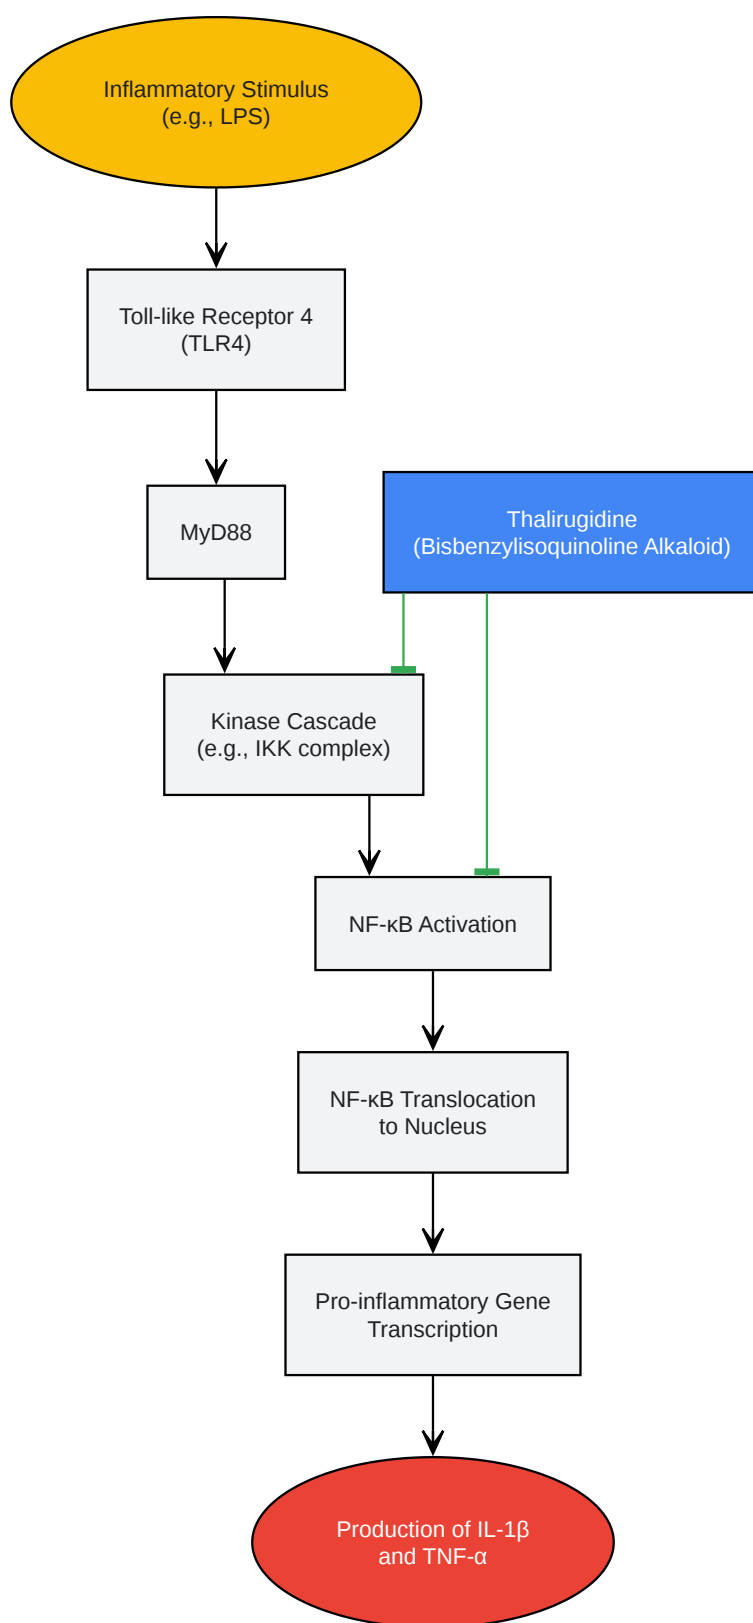 Inflammatory Stimulus
(e.g., LPS)
Toll-like Receptor 4
(TLR4)
MyD88
Thalirugidine
(Bisbenzylisoquinoline Alkaloid)
Kinase Cascade
(e.g., IKK complex)
NF-κB Activation
NF-κB Translocation
to Nucleus
Pro-inflammatory Gene
Transcription
Production of IL-1β
and TNF-α